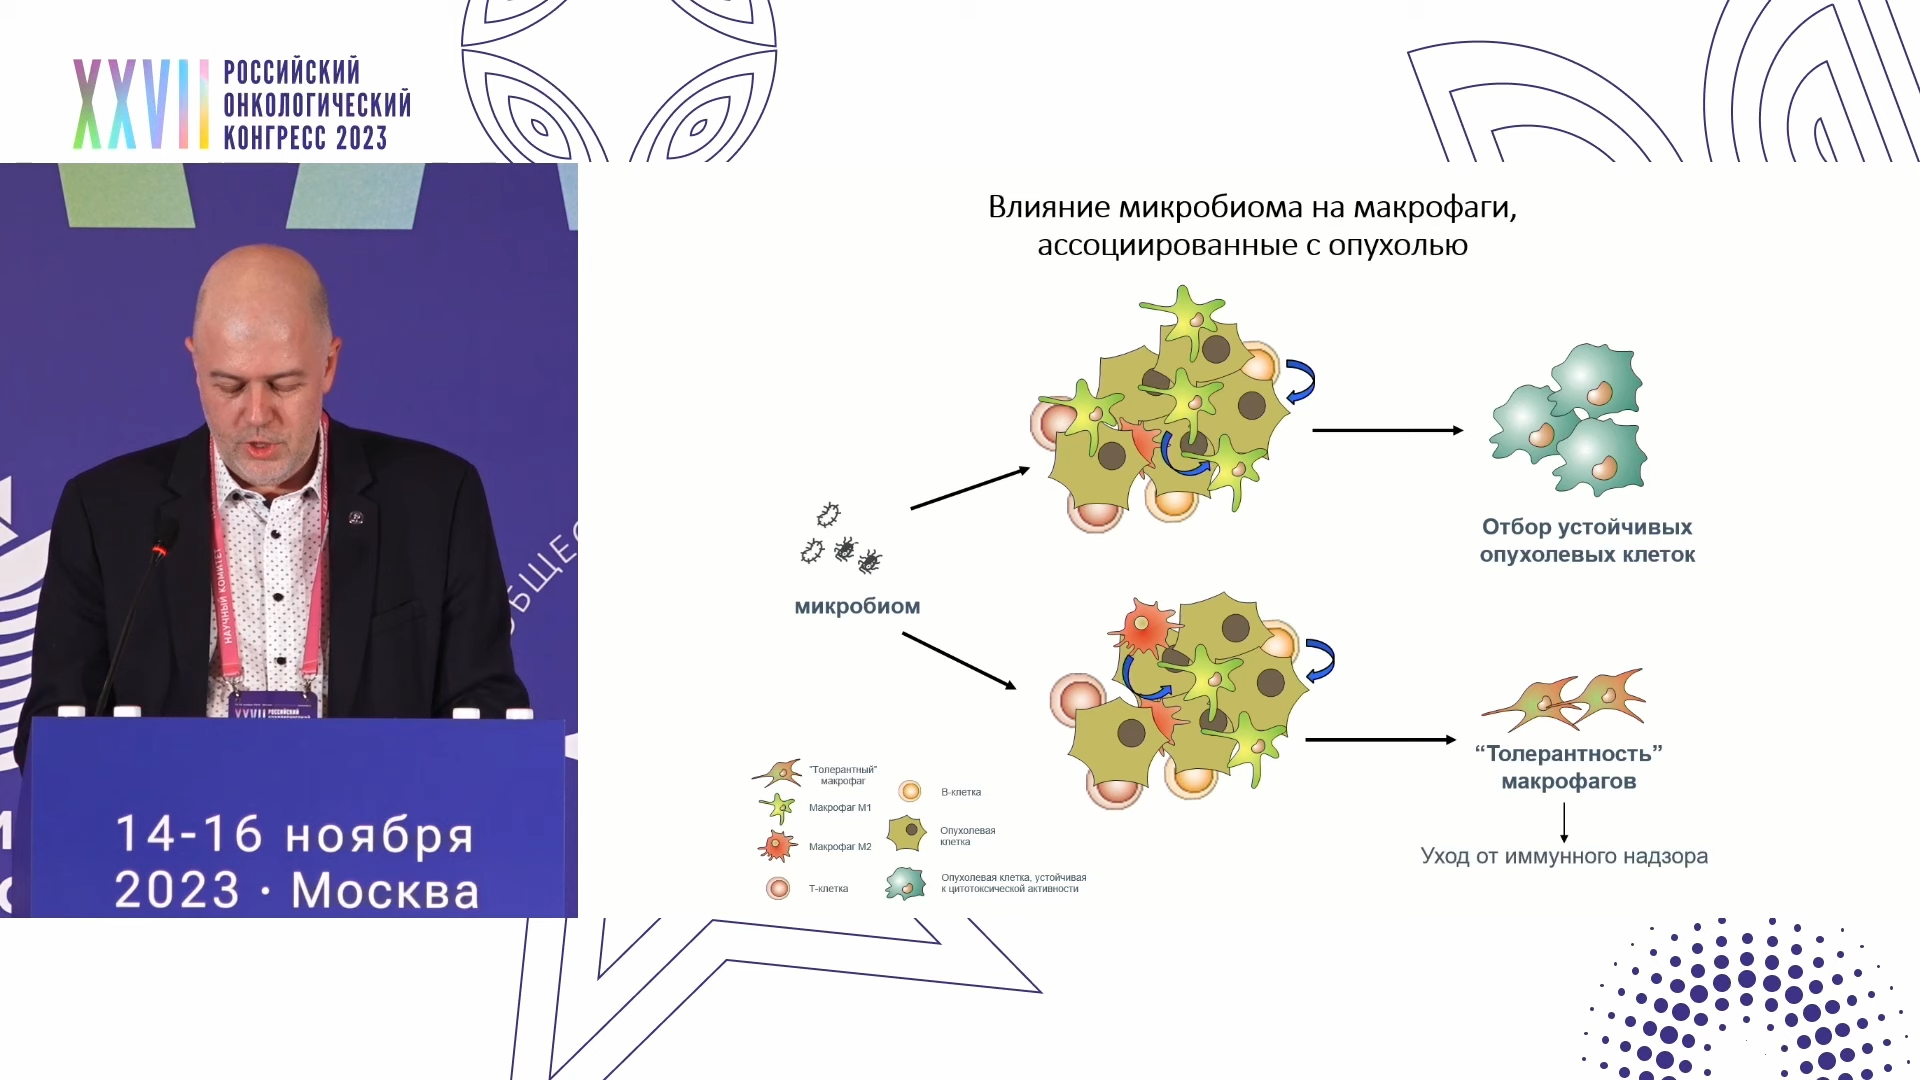 XXVII
РОССИЙСКИЙ
ОНКОЛОГИЧЕСКИЙ
КОНГРЕСС 2023
Влияние микробиома на макрофаги,
ассоциированные с опухолью
микробиом
Отбор устойчивых
опухолевых клеток
“Толерантность”
макрофагов
Уход от иммунного надзора
"Толерантный"
макрофаг
Макрофаг М1
Макрофаг М2
Т-клетка
В-клетка
Опухолевая
клетка
Опухолевая клетка, устойчивая
к цитотоксической активности
НАУЧНЫЙ КОМИТЕТ
XXVII РОССИЙСКИЙ
14-16 ноября
2023 • Москва